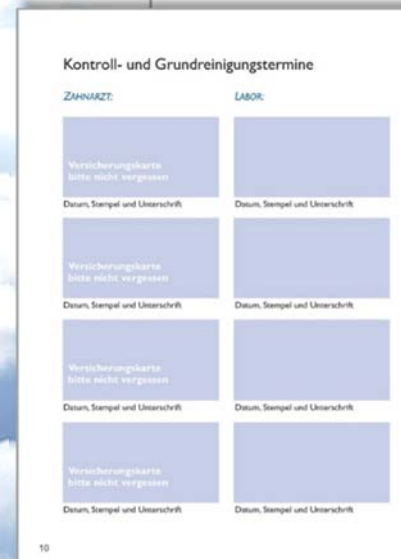 Kontroll- und Grundreinigungstermine
ZAHNARZT: LABOR:
Versicherungskarte
bitte nicht vergessen
Datum, Stempel und Unterschrift Datum, Stempel und Unterschrift
Versicherungskarte
bitte nicht vergessen
Datum, Stempel und Unterschrift Datum, Stempel und Unterschrift
Versicherungskarte
bitte nicht vergessen
Datum, Stempel und Unterschrift Datum, Stempel und Unterschrift
Versicherungskarte
bitte nicht vergessen
Datum, Stempel und Unterschrift Datum, Stempel und Unterschrift
10